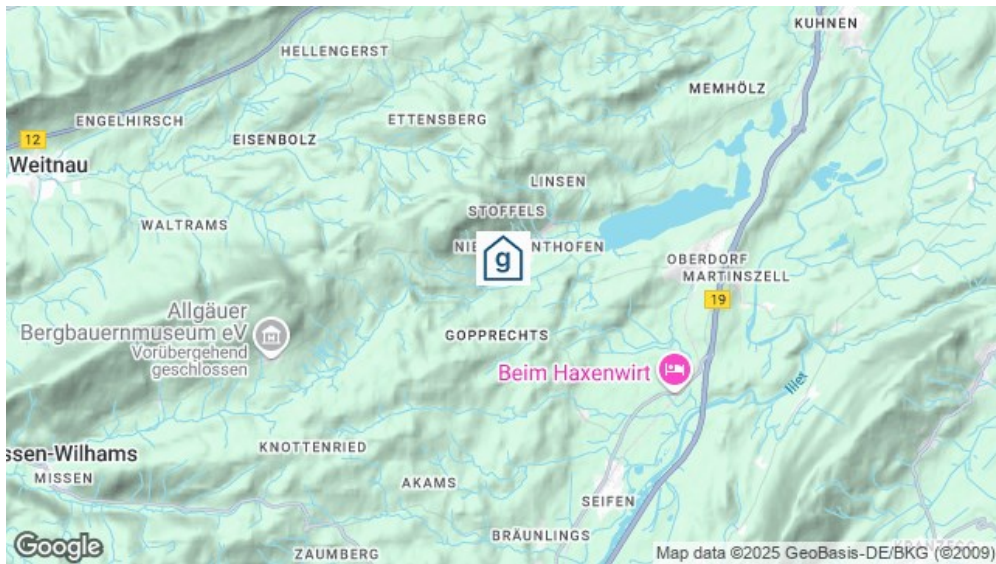 KUHNEN
HELLENGERST
MEMHÖLZ
ENGELHIRSCH
ETTENSBERG
EISENBOLZ
12
Weitnau
LINSEN
STOFFELS
WALTRAMS
NIE
NTHOFEN
g
OBERDORF
MARTINSZELL
19
Allgäuer
Bergbauernmuseum eV
Vorübergehend
geschlossen
GOPPRECHTS
Beim Haxenwirt
Iller
ssen-Wilhams
MISSEN
KNOTTENRIED
AKAMS
SEIFEN
BRÄUNLINGS
ZAUMBERG
KRANZEGG
Google
Map data ©2025 GeoBasis-DE/BKG (©2009)